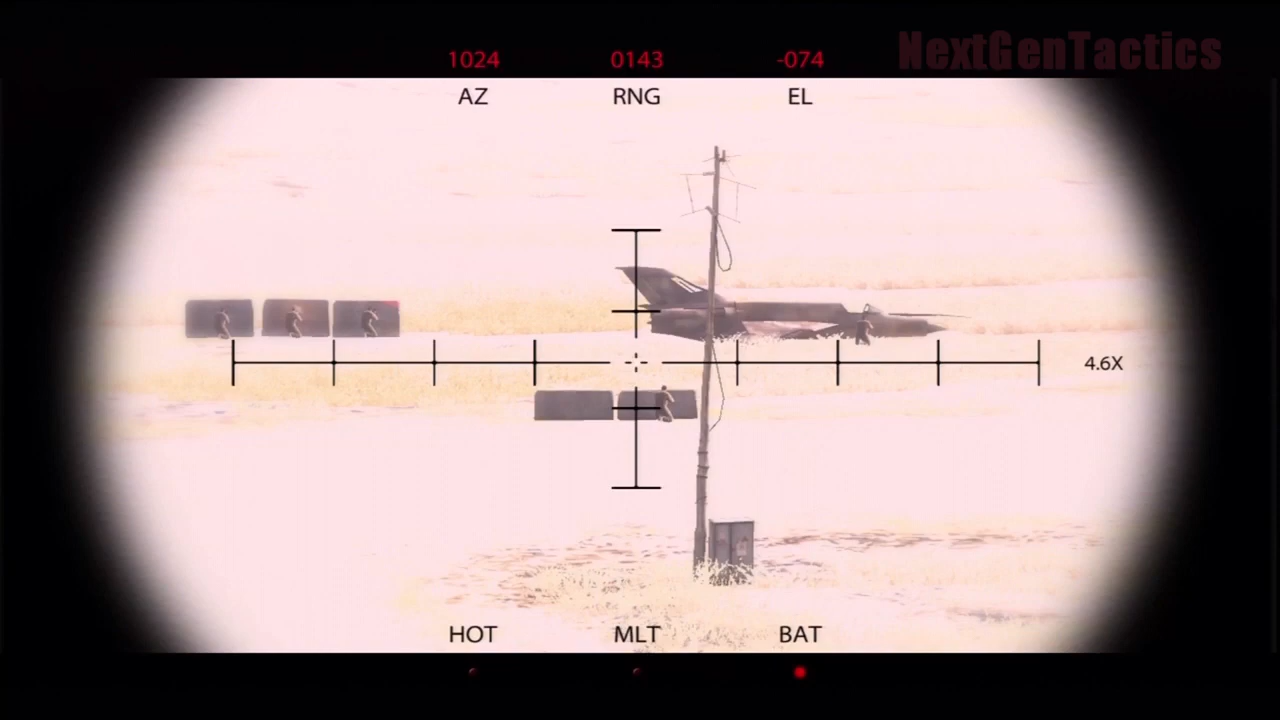 NextGenTactics
1024 0143 -074
AZ RNG EL
4.6X
HOT MLT BAT